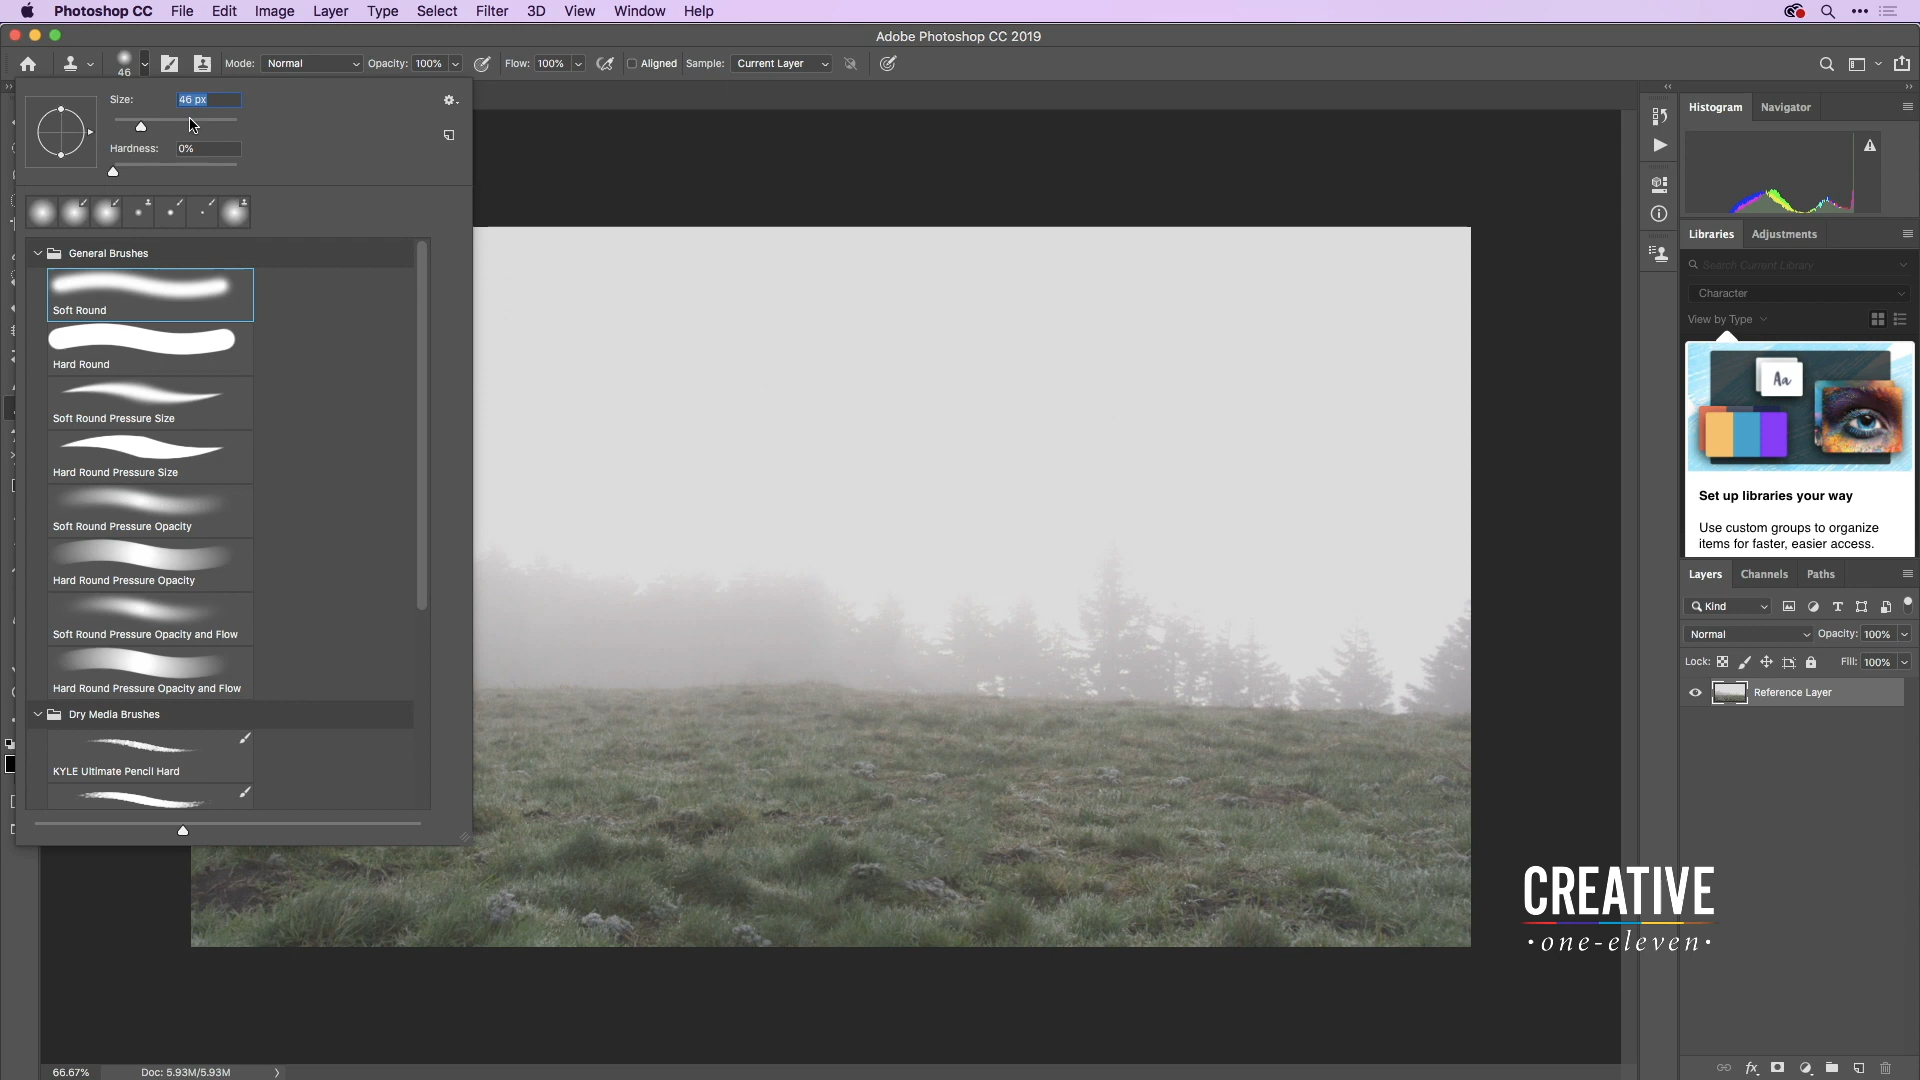 Photoshop CC File Edit Image Layer Type Select Filter 3D View Window Help
Adobe Photoshop CC 2019
46 Mode: Normal Opacity: 100% Flow: 100% Aligned Sample: Current Layer
Size: 46 px
Hardness: 0%
General Brushes
Soft Round
Hard Round
Soft Round Pressure Size
Hard Round Pressure Size
Soft Round Pressure Opacity
Hard Round Pressure Opacity
Soft Round Pressure Opacity and Flow
Hard Round Pressure Opacity and Flow
Dry Media Brushes
KYLE Ultimate Pencil Hard
Histogram Navigator
Libraries Adjustments
Search Current Library
Character
View by Type
Aa
Set up libraries your way
Use custom groups to organize
items for faster, easier access.
Layers Channels Paths
Kind
Normal Opacity: 100%
Lock: Fill: 100%
Reference Layer
CREATIVE
•one-eleven•
66.67% Doc: 5.93M/5.93M
fx